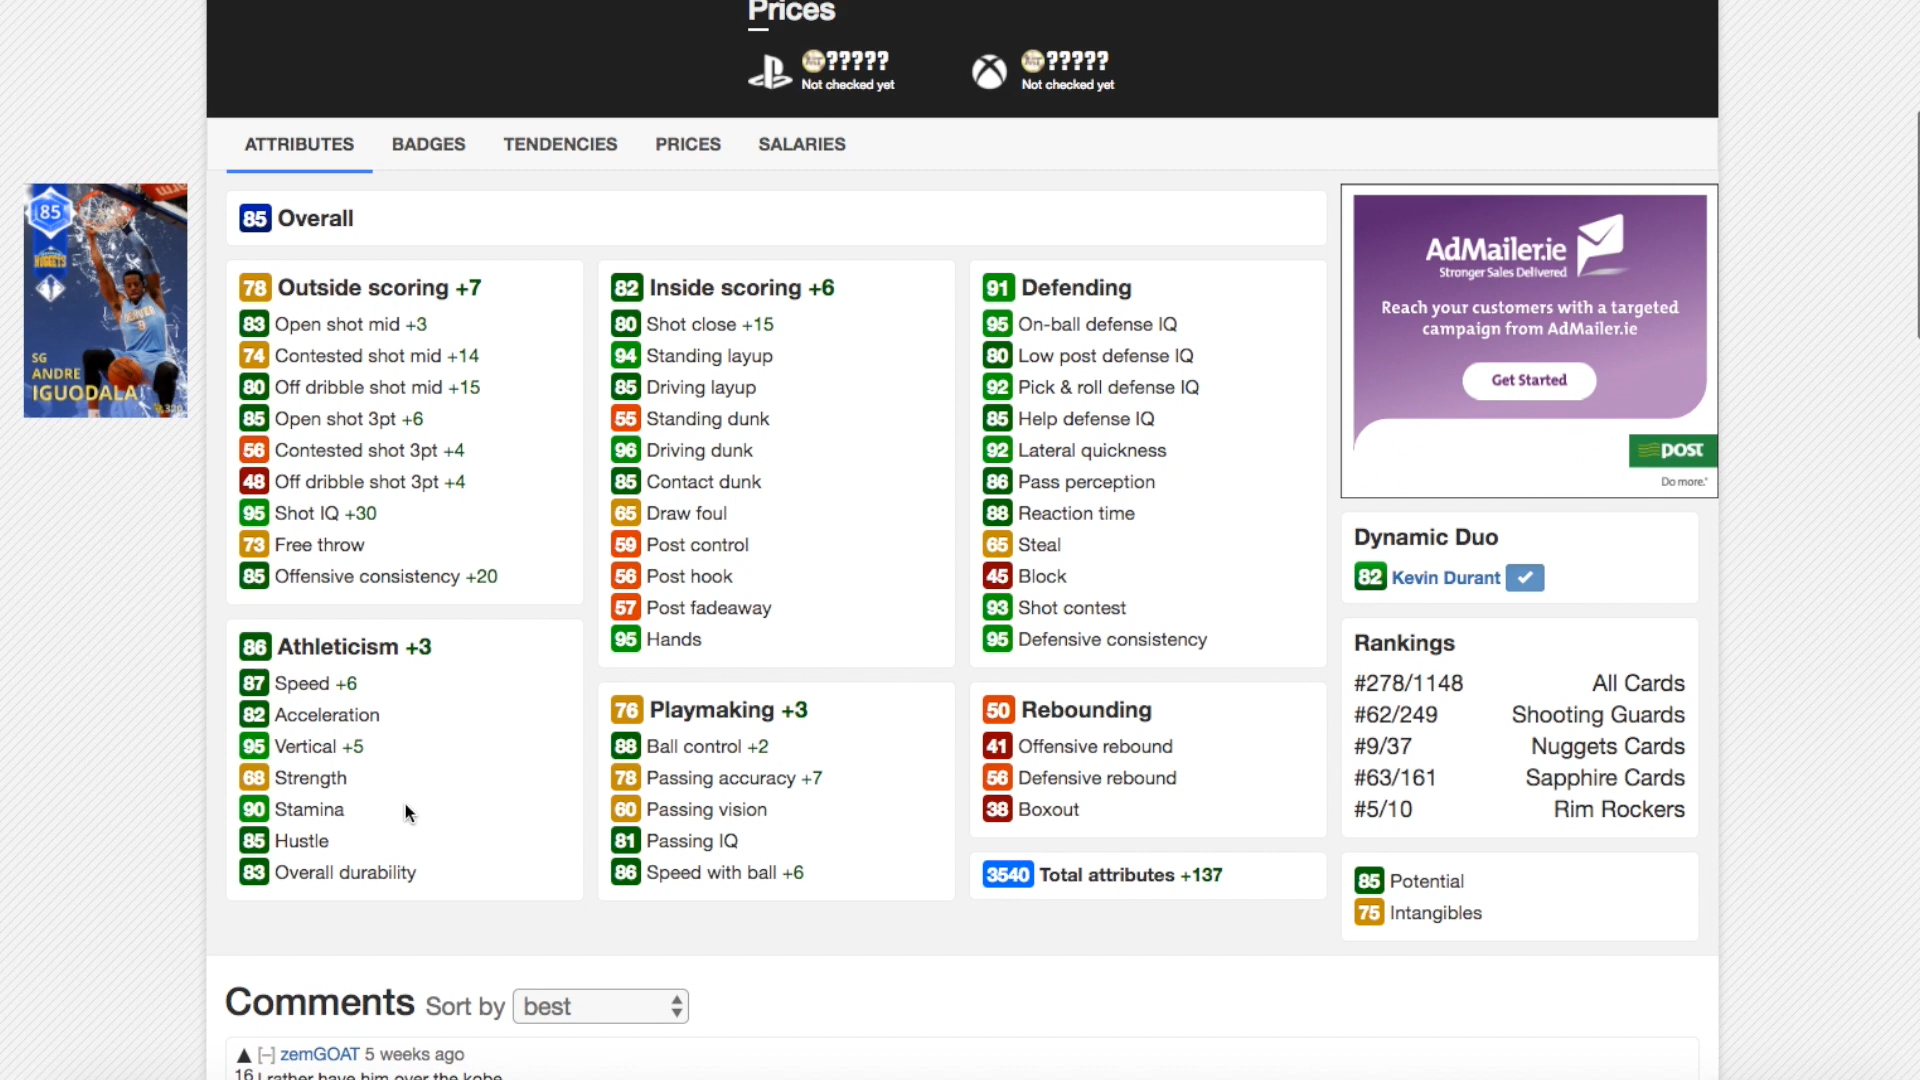 Prices
?????
Not checked yet
?????
Not checked yet
ATTRIBUTES BADGES TENDENCIES PRICES SALARIES
85
NUGGETS
SG
ANDRE
IGUODALA
85 Overall
78 Outside scoring +7
83 Open shot mid +3
74 Contested shot mid +14
80 Off dribble shot mid +15
85 Open shot 3pt +6
56 Contested shot 3pt +4
48 Off dribble shot 3pt +4
95 Shot IQ +30
73 Free throw
85 Offensive consistency +20
86 Athleticism +3
87 Speed +6
82 Acceleration
95 Vertical +5
68 Strength
90 Stamina
85 Hustle
83 Overall durability
82 Inside scoring +6
80 Shot close +15
94 Standing layup
85 Driving layup
55 Standing dunk
96 Driving dunk
85 Contact dunk
65 Draw foul
59 Post control
56 Post hook
57 Post fadeaway
95 Hands
76 Playmaking +3
88 Ball control +2
78 Passing accuracy +7
60 Passing vision
81 Passing IQ
86 Speed with ball +6
91 Defending
95 On-ball defense IQ
80 Low post defense IQ
92 Pick & roll defense IQ
85 Help defense IQ
92 Lateral quickness
86 Pass perception
88 Reaction time
65 Steal
45 Block
93 Shot contest
95 Defensive consistency
50 Rebounding
41 Offensive rebound
56 Defensive rebound
38 Boxout
3540 Total attributes +137
AdMailer.ie
Stronger Sales Delivered
Reach your customers with a targeted
campaign from AdMailer.ie
Get Started
post
Do more.
Dynamic Duo
82 Kevin Durant
Rankings
#278/1148 All Cards
#62/249 Shooting Guards
#9/37 Nuggets Cards
#63/161 Sapphire Cards
#5/10 Rim Rockers
85 Potential
75 Intangibles
Comments Sort by best
[-] zemGOAT 5 weeks ago
16 I rather have him over the kobe